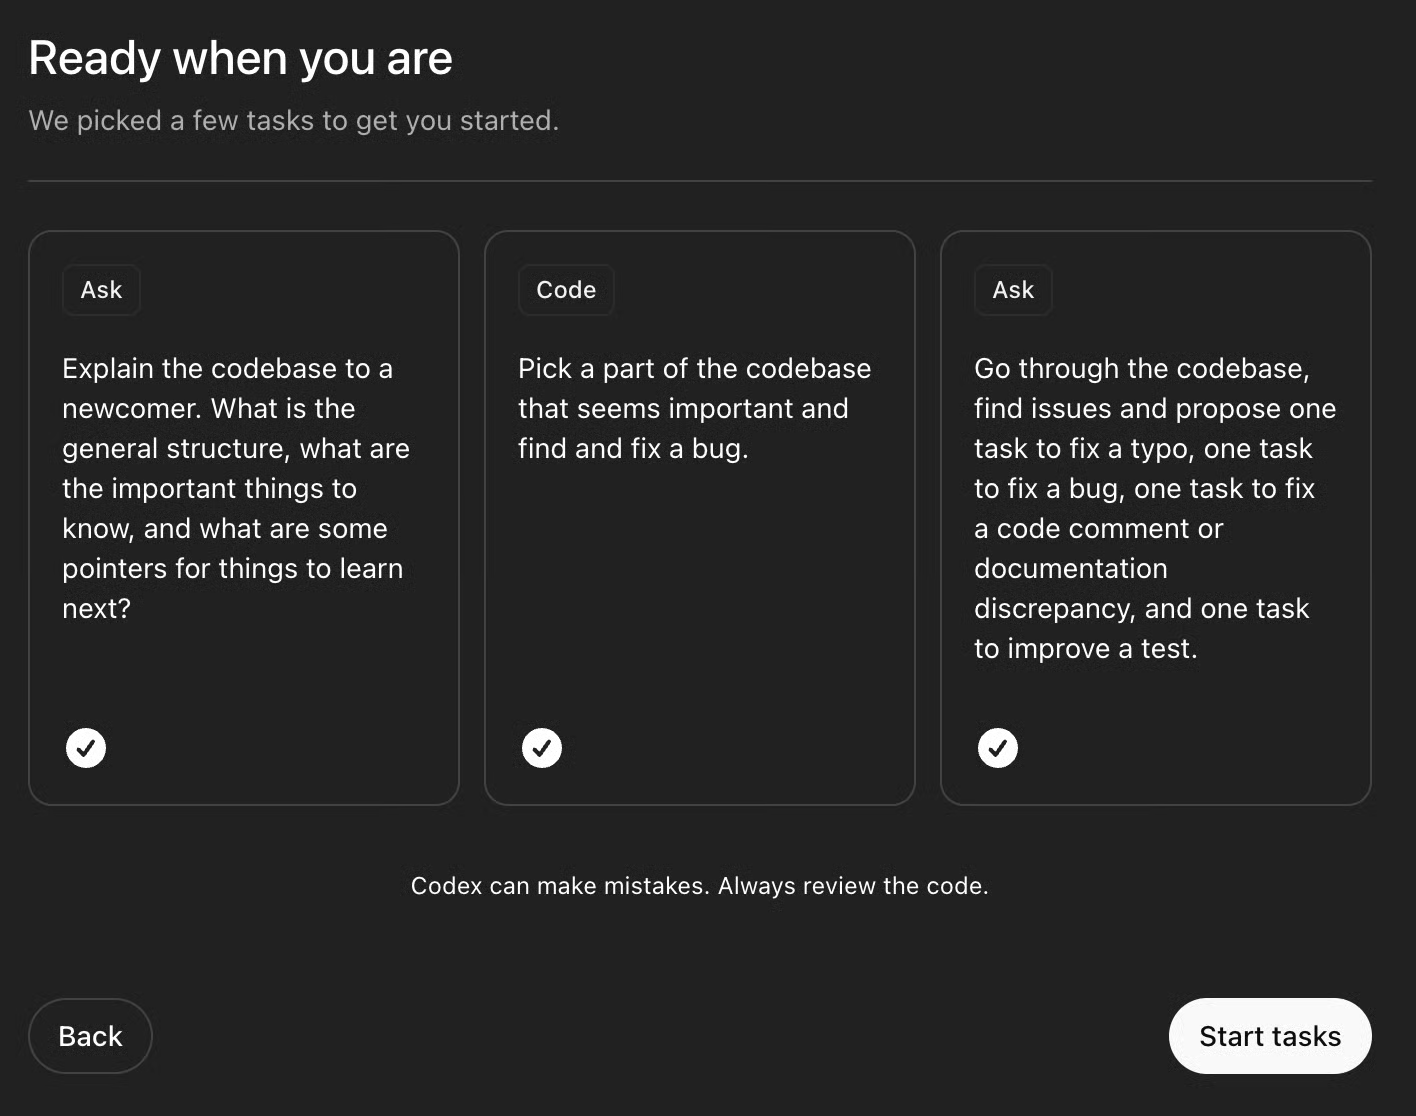 Ready when you are
We picked a few tasks to get you started.
Ask
Explain the codebase to a
newcomer. What is the
general structure, what are
the important things to
know, and what are some
pointers for things to learn
next?
Code
Pick a part of the codebase
that seems important and
find and fix a bug.
Ask
Go through the codebase,
find issues and propose one
task to fix a typo, one task
to fix a bug, one task to fix
a code comment or
documentation
discrepancy, and one task
to improve a test.
Codex can make mistakes. Always review the code.
Back
Start tasks